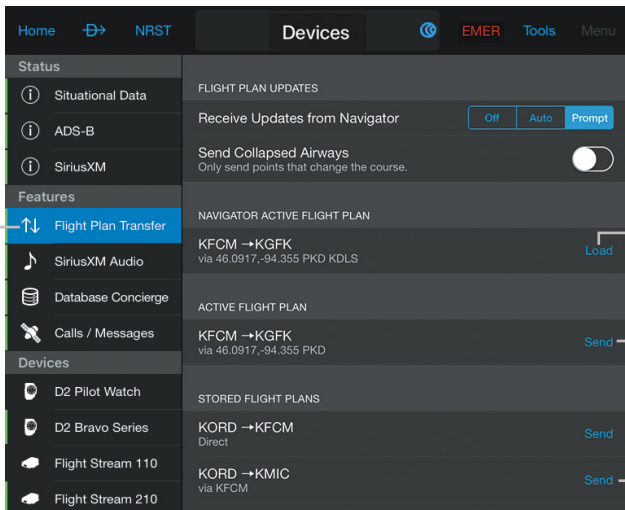 Home
NRST
Devices
EMER
Tools
Menu
Status
Situational Data
ADS-B
SiriusXM
Features
Flight Plan Transfer
SiriusXM Audio
Database Concierge
Calls / Messages
Devices
D2 Pilot Watch
D2 Bravo Series
Flight Stream 110
Flight Stream 210
FLIGHT PLAN UPDATES
Receive Updates from Navigator
Off
Auto
Prompt
Send Collapsed Airways
Only send points that change the course.
NAVIGATOR ACTIVE FLIGHT PLAN
KFCM →KGFK
via 46.0917,-94.355 PKD KDLS
Load
ACTIVE FLIGHT PLAN
KFCM →KGFK
via 46.0917,-94.355 PKD
Send
STORED FLIGHT PLANS
KORD →KFCM
Direct
Send
KORD →KMIC
via KFCM
Send